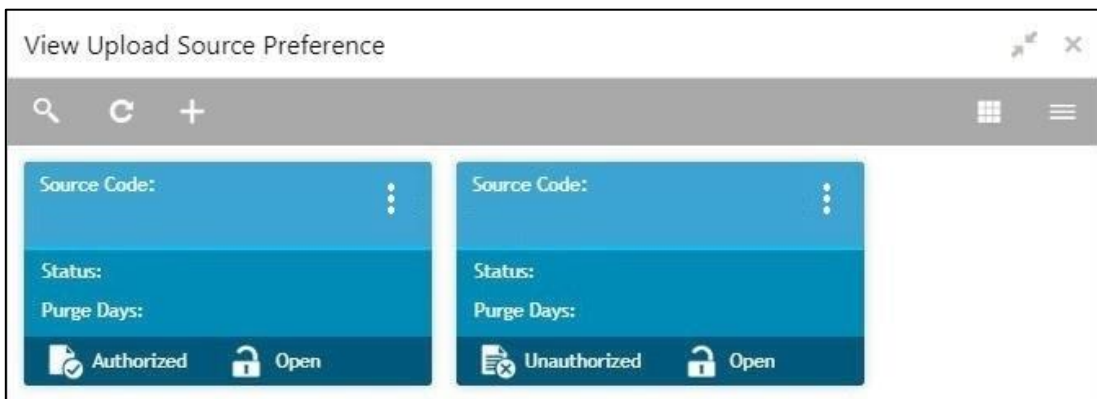 View Upload Source Preference
Source Code:
Source Code:
Status:
Purge Days:
Status:
Purge Days:
Authorized Open
Unauthorized Open